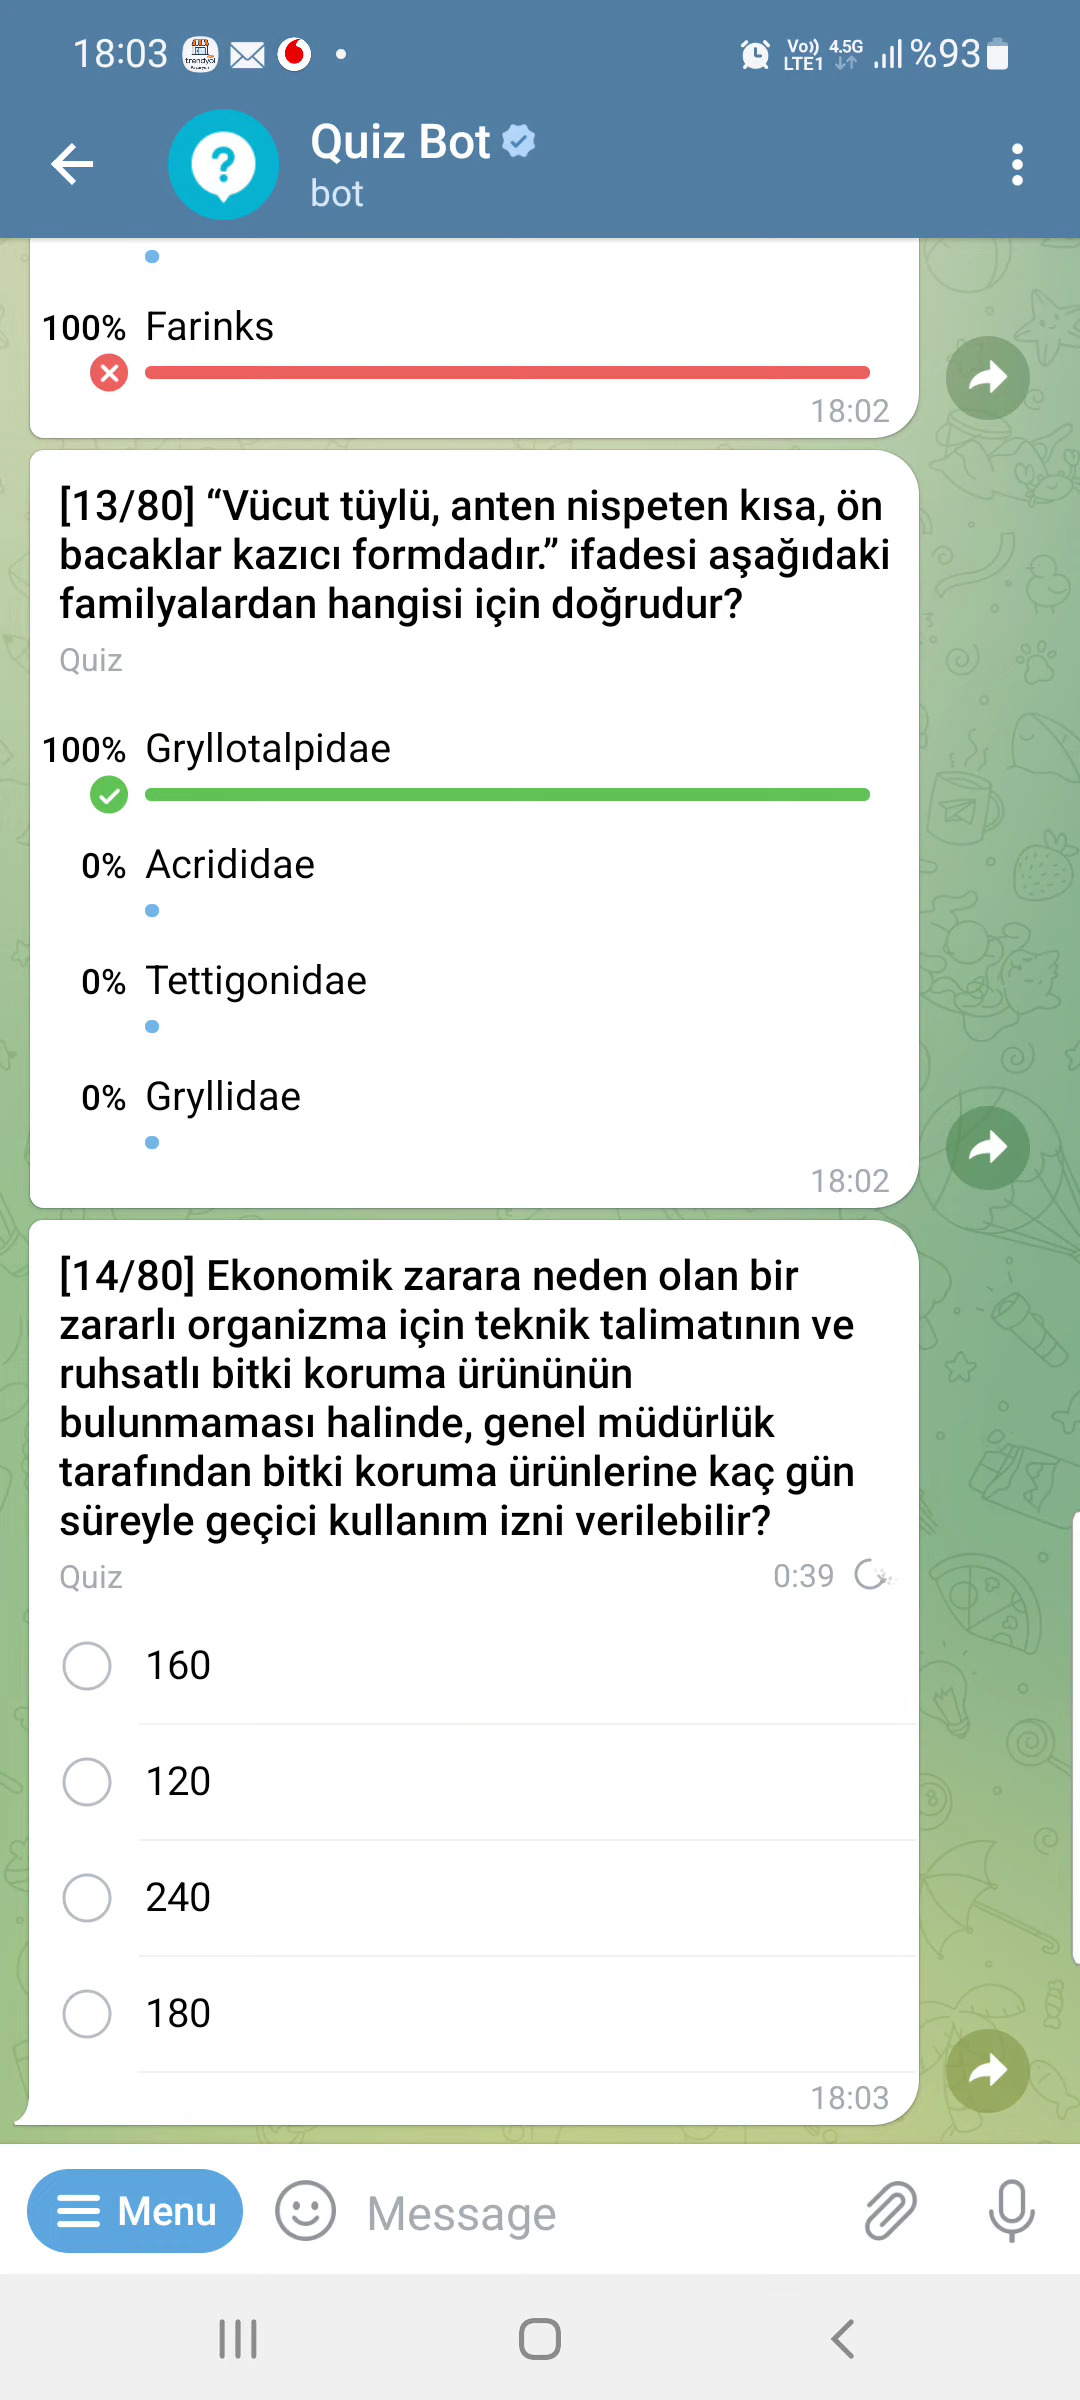 18:03
trendyol
Vo)) 4.5G
LTE1
%93
Quiz Bot
bot
100% Farinks
18:02
[13/80] “Vücut tüylü, anten nispeten kısa, ön
bacaklar kazıcı formdadır.” ifadesi aşağıdaki
familyalardan hangisi için doğrudur?
Quiz
100% Gryllotalpidae
0% Acrididae
0% Tettigonidae
0% Gryllidae
18:02
[14/80] Ekonomik zarara neden olan bir
zararlı organizma için teknik talimatının ve
ruhsatlı bitki koruma ürününün
bulunmaması halinde, genel müdürlük
tarafından bitki koruma ürünlerine kaç gün
süreyle geçici kullanım izni verilebilir?
Quiz 0:39
160
120
240
180
18:03
Menu
Message